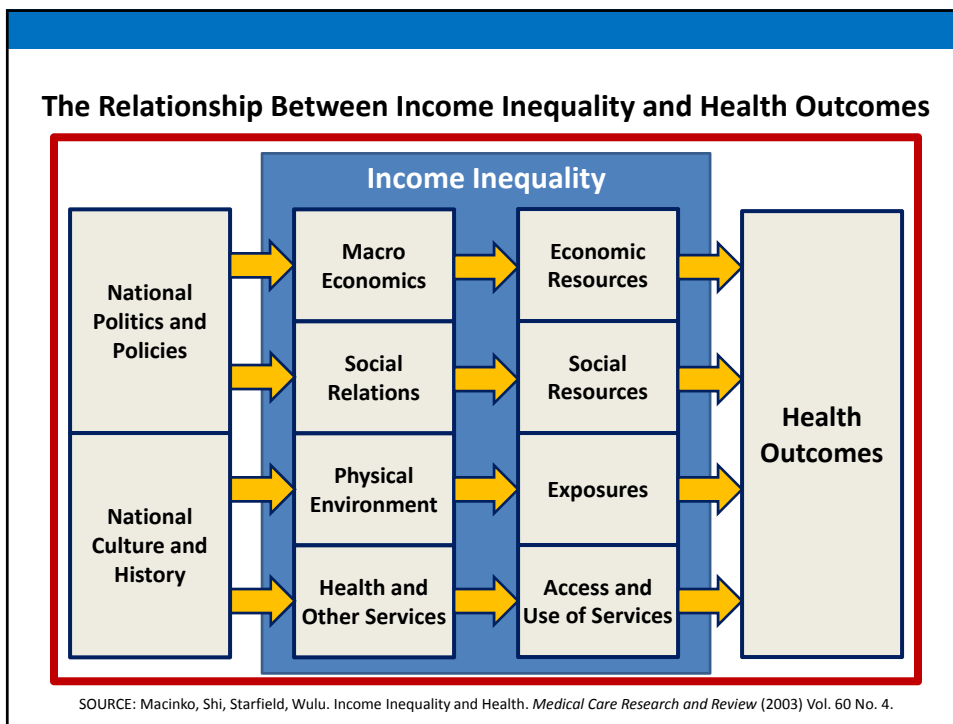 The Relationship Between Income Inequality and Health Outcomes
Income Inequality
National
Politics and
Policies
National
Culture and
History
Macro
Economics
Social
Relations
Physical
Environment
Health and
Other Services
Economic
Resources
Social
Resources
Exposures
Access and
Use of Services
Health
Outcomes
SOURCE: Macinko, Shi, Starfield, Wulu. Income Inequality and Health. Medical Care Research and Review (2003) Vol. 60 No. 4.